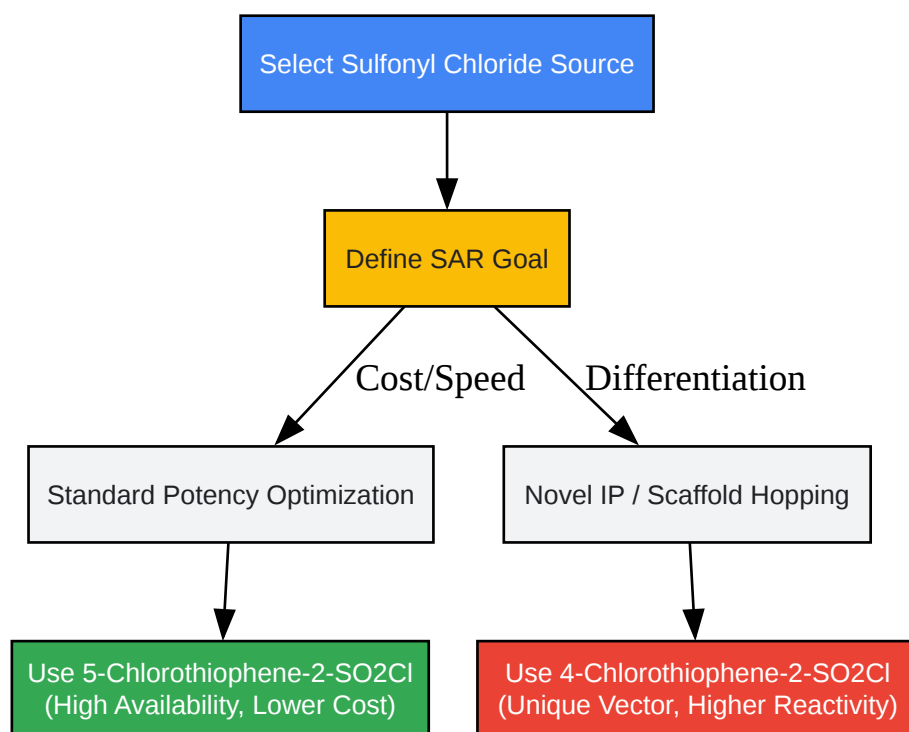 Select Sulfonyl Chloride Source
Define SAR Goal
Cost/Speed
Differentiation
Standard Potency Optimization
Novel IP / Scaffold Hopping
Use 5-Chlorothiophene-2-SO2Cl
(High Availability, Lower Cost)
Use 4-Chlorothiophene-2-SO2Cl
(Unique Vector, Higher Reactivity)